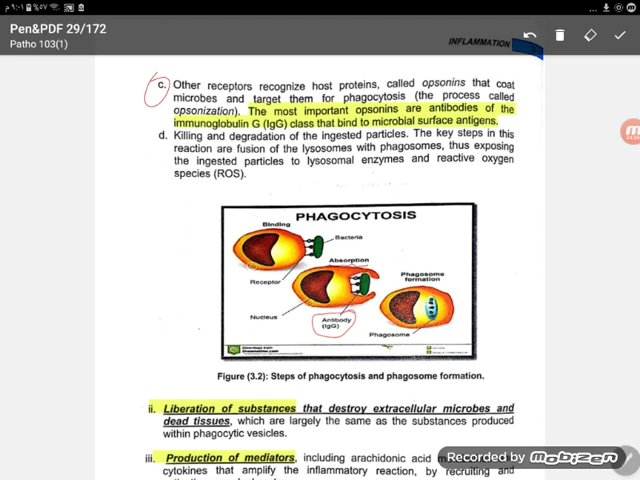 م ٩:٠١ ٪٥٧
Pen&PDF 29/172
Patho 103(1)
INFLAMMATION
c. Other receptors recognize host proteins, called opsonins that coat
microbes and target them for phagocytosis (the process called
opsonization). The most important opsonins are antibodies of the
immunoglobulin G (IgG) class that bind to microbial surface antigens.
d. Killing and degradation of the ingested particles. The key steps in this
reaction are fusion of the lysosomes with phagosomes, thus exposing
the ingested particles to lysosomal enzymes and reactive oxygen
species (ROS).
PHAGOCYTOSIS
Binding
Bacteria
Absorption
Receptor
Phagosome
formation
Nucleus
Antibody
(IgG)
Phagosome
Download from
Dreamstime.com
Figure (3.2): Steps of phagocytosis and phagosome formation.
ii. Liberation of substances that destroy extracellular microbes and
dead tissues, which are largely the same as the substances produced
within phagocytic vesicles.
iii. Production of mediators, including arachidonic acid
cytokines that amplify the inflammatory reaction, by recruiting and
Recorded by Mobizen